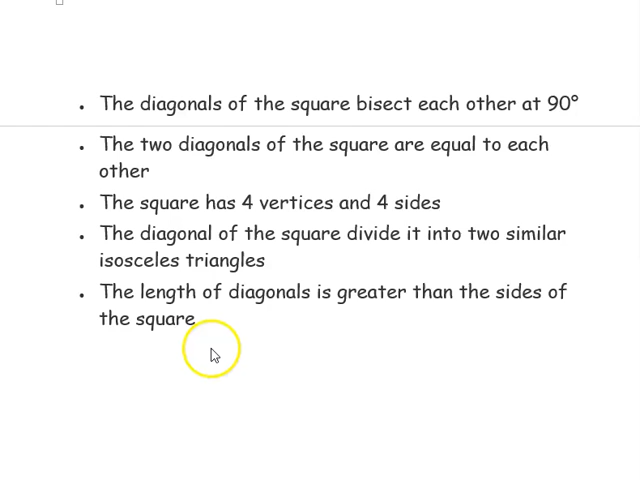 • The diagonals of the square bisect each other at 90°
• The two diagonals of the square are equal to each
other
• The square has 4 vertices and 4 sides
• The diagonal of the square divide it into two similar
isosceles triangles
• The length of diagonals is greater than the sides of
the square